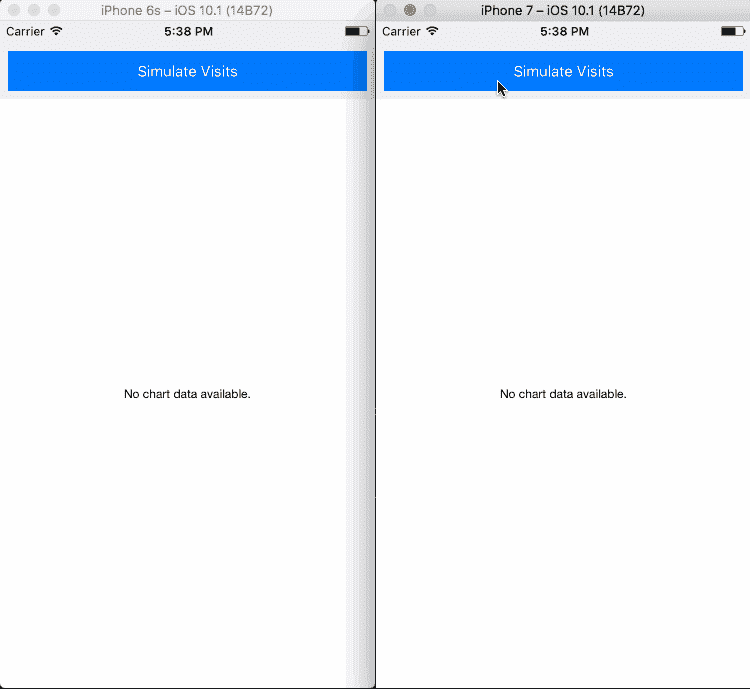 iPhone 6s – iOS 10.1 (14B72)
Carrier 5:38 PM
Simulate Visits
No chart data available.
iPhone 7 – iOS 10.1 (14B72)
Carrier 5:38 PM
Simulate Visits
No chart data available.